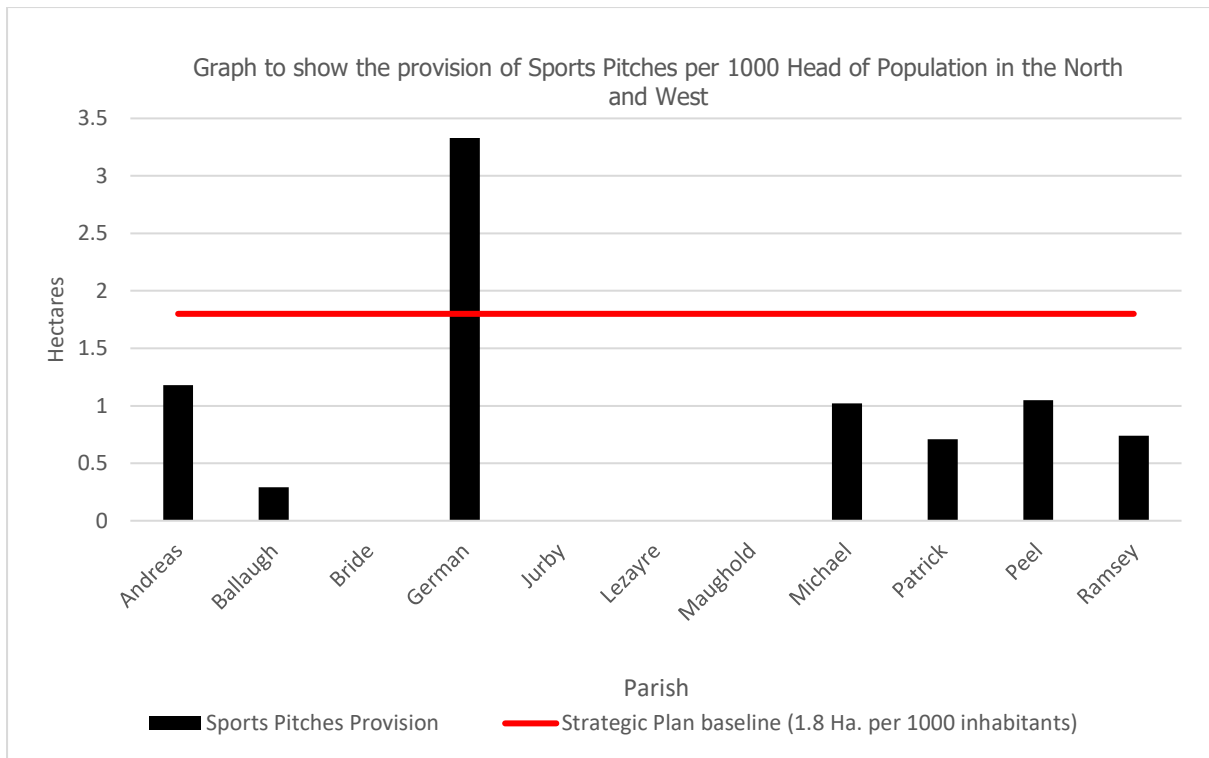 Graph to show the provision of Sports Pitches per 1000 Head of Population in the North
and West
3.5
3
2.5
2
1.5
1
0.5
0
Hectares
Andreas
Ballaugh
Bride
German
Jurby
Lezayre
Maughold
Michael
Patrick
Peel
Ramsey
Parish
Sports Pitches Provision
Strategic Plan baseline (1.8 Ha. per 1000 inhabitants)